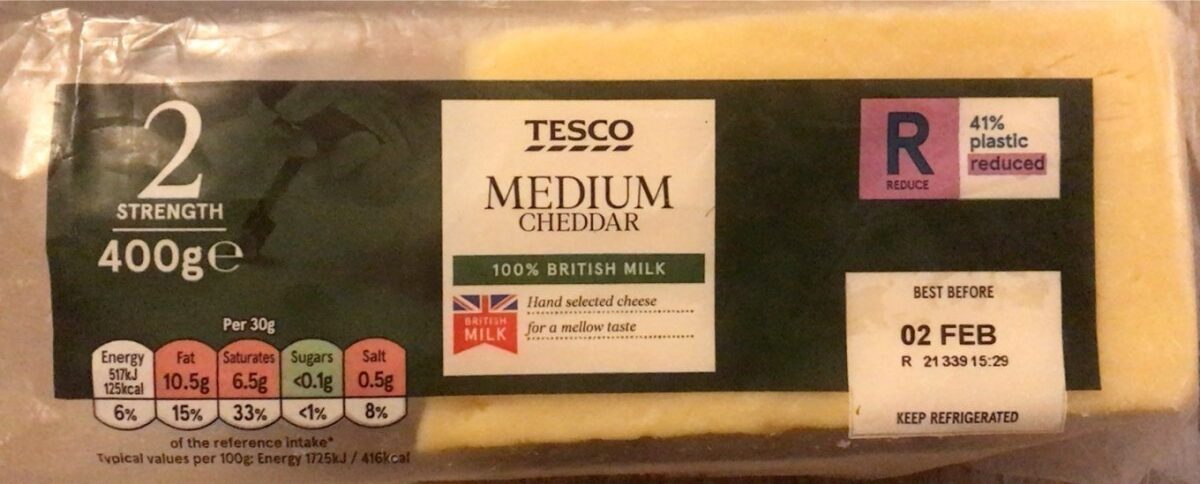 2
STRENGTH
400g℮
Per 30g
Energy
517kJ
125kcal
6%
Fat
10.5g
15%
Saturates
6.5g
33%
Sugars
<0.1g
<1%
Salt
0.5g
8%
of the reference intake*
Typical values per 100g: Energy 1725kJ / 416kcal
TESCO
MEDIUM
CHEDDAR
100% BRITISH MILK
BRITISH
MILK
Hand selected cheese
for a mellow taste
R
REDUCE
41%
plastic
reduced
BEST BEFORE
02 FEB
R 21 339 15:29
KEEP REFRIGERATED